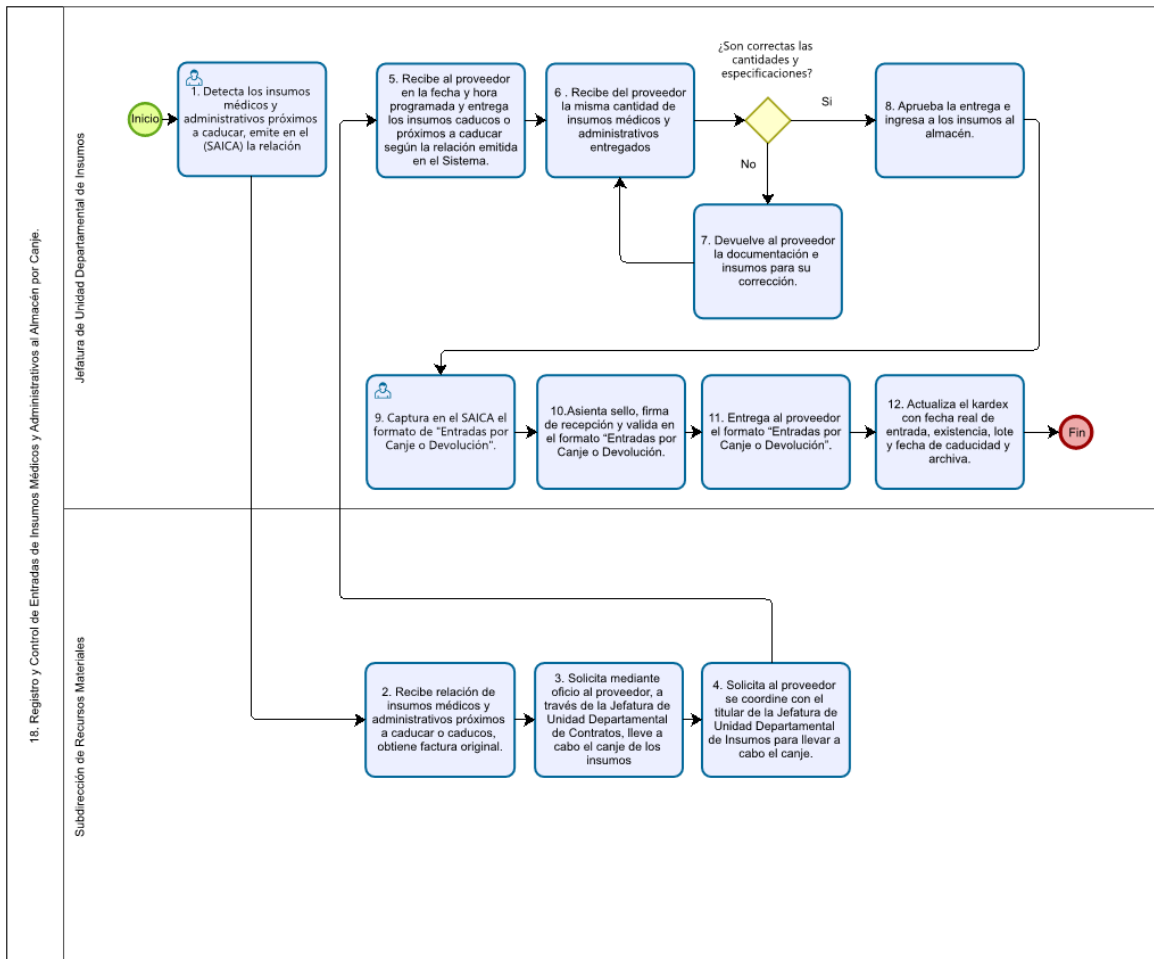 18. Registro y Control de Entradas de Insumos Médicos y Administrativos al Almacén por Canje.
Jefatura de Unidad Departamental de Insumos
Inicio
1. Detecta los insumos
médicos y
administrativos próximos
a caducar, emite en el
(SAICA) la relación
5. Recibe al proveedor
en la fecha y hora
programada y entrega
los insumos caducos o
próximos a caducar
según la relación emitida
en el Sistema.
6 . Recibe del proveedor
la misma cantidad de
insumos médicos y
administrativos
entregados
¿Son correctas las
cantidades y
especificaciones?
Si
No
7. Devuelve al proveedor
la documentación e
insumos para su
corrección.
8. Aprueba la entrega e
ingresa a los insumos al
almacén.
9. Captura en el SAICA el
formato de "Entradas por
Canje o Devolución".
10.Asienta sello, firma
de recepción y valida en
el formato “Entradas por
Canje o Devolución.
11. Entrega al proveedor
el formato “Entradas por
Canje o Devolución”.
12. Actualiza el kardex
con fecha real de
entrada, existencia, lote
y fecha de caducidad y
archiva.
Fin
Subdirección de Recursos Materiales
2. Recibe relación de
insumos médicos y
administrativos próximos
a caducar o caducos,
obtiene factura original.
3. Solicita mediante
oficio al proveedor, a
través de la Jefatura de
Unidad Departamental
de Contratos, lleve a
cabo el canje de los
insumos
4. Solicita al proveedor
se coordine con el
titular de la Jefatura de
Unidad Departamental
de Insumos para llevar a
cabo el canje.